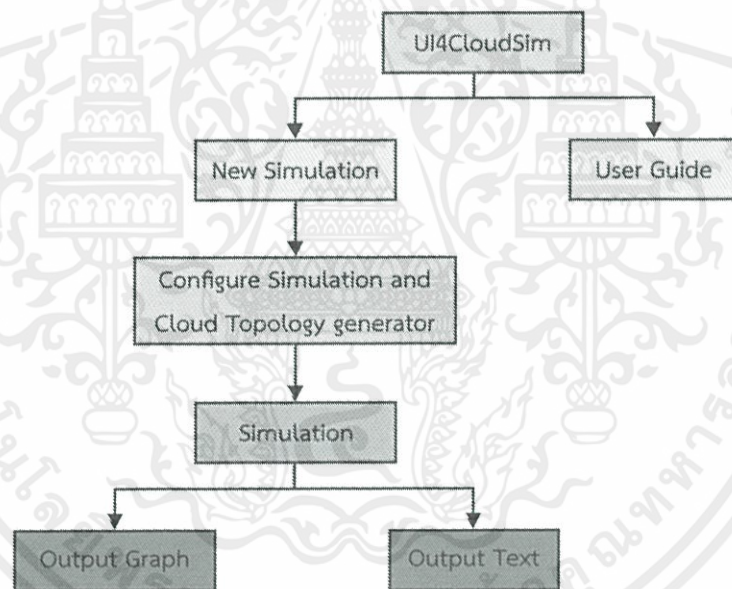 UI4CloudSim
New Simulation
User Guide
Configure Simulation and
Cloud Topology generator
Simulation
Output Graph
Output Text